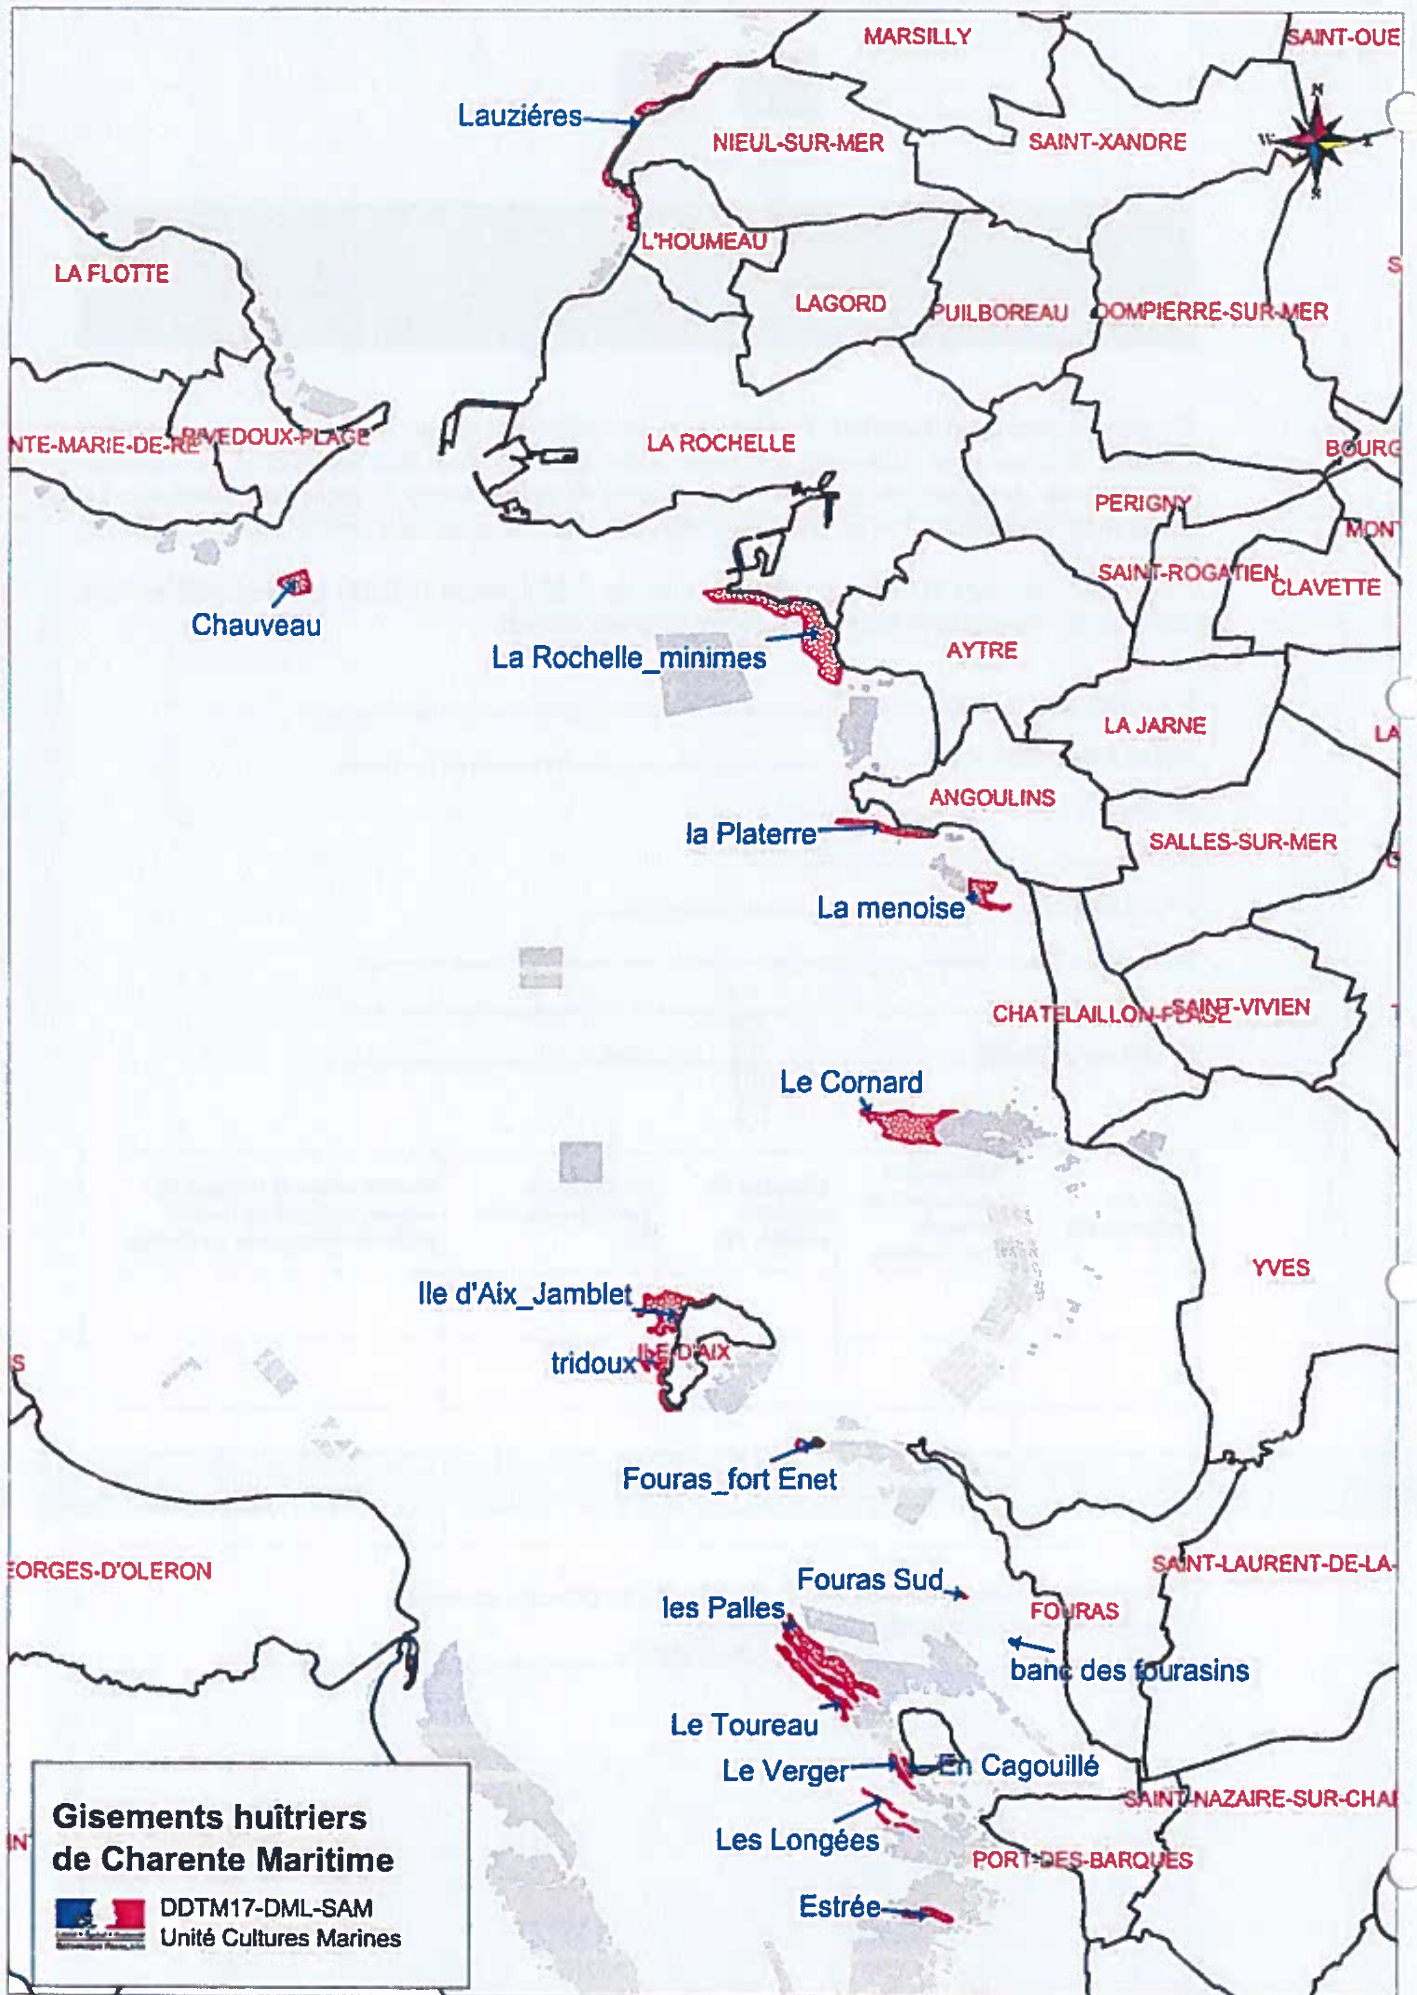 MARSILLY
SAINT-OUE
Lauziéres
N
NIEUL-SUR-MER
SAINT-XANDRE
W
E
S
L'HOUMEAU
LA FLOTTE
S
LAGORD
PUILBOREAU
DOMPIERRE-SUR-MER
NTE-MARIE-DE-RE
RIVEDOUX-PLAGE
LA ROCHELLE
BOURG
PERIGNY
MONT
SAINT-ROGATIEN
CLAVETTE
Chauveau
La Rochelle_minimes
AYTRE
LA JARNE
LA
ANGOULINS
la Platerre
SALLES-SUR-MER
La menoise
CHATELAILLON-PLAGE
SAINT-VIVIEN
Le Cornard
YVES
Ile d'Aix_Jamblet
ILE-D'AIX
tridoux
S
Fouras_fort Enet
EORGES-D'OLERON
SAINT-LAURENT-DE-LA-
Fouras Sud
les Palles
FOURAS
banc des fourasins
Le Toureau
Le Verger
En Cagouillé
SAINT-NAZAIRE-SUR-CHA
Les Longées
PORT-DES-BARQUES
Estrée
IN
Gisements huîtriers
de Charente Maritime
DDTM17-DML-SAM
Unité Cultures Marines